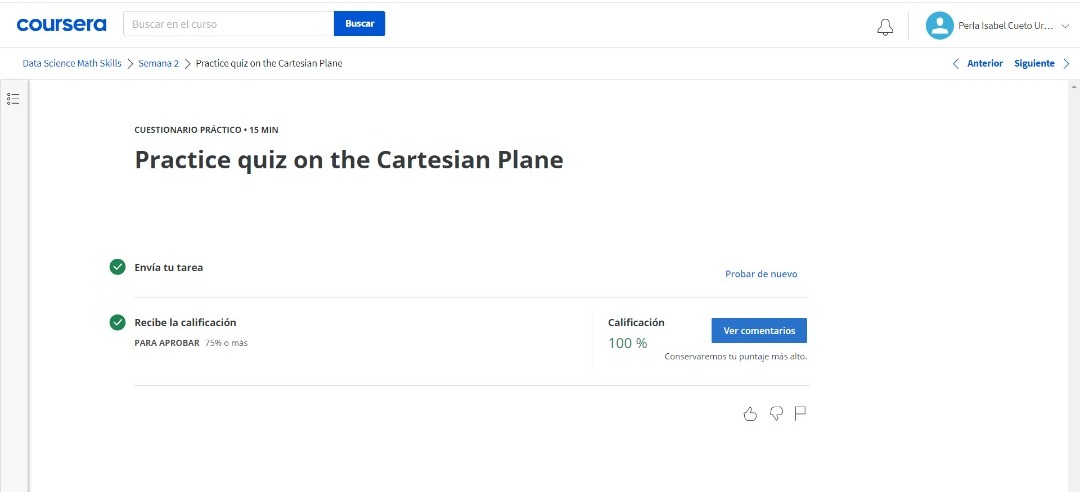 coursera
Buscar en el curso
Buscar
Perla Isabel Cueto Ur...
Data Science Math Skills > Semana 2 > Practice quiz on the Cartesian Plane
< Anterior Siguiente >
CUESTIONARIO PRÁCTICO • 15 MIN
Practice quiz on the Cartesian Plane
Envía tu tarea
Probar de nuevo
Recibe la calificación
PARA APROBAR 75% o más
Calificación
100 %
Ver comentarios
Conservaremos tu puntaje más alto.